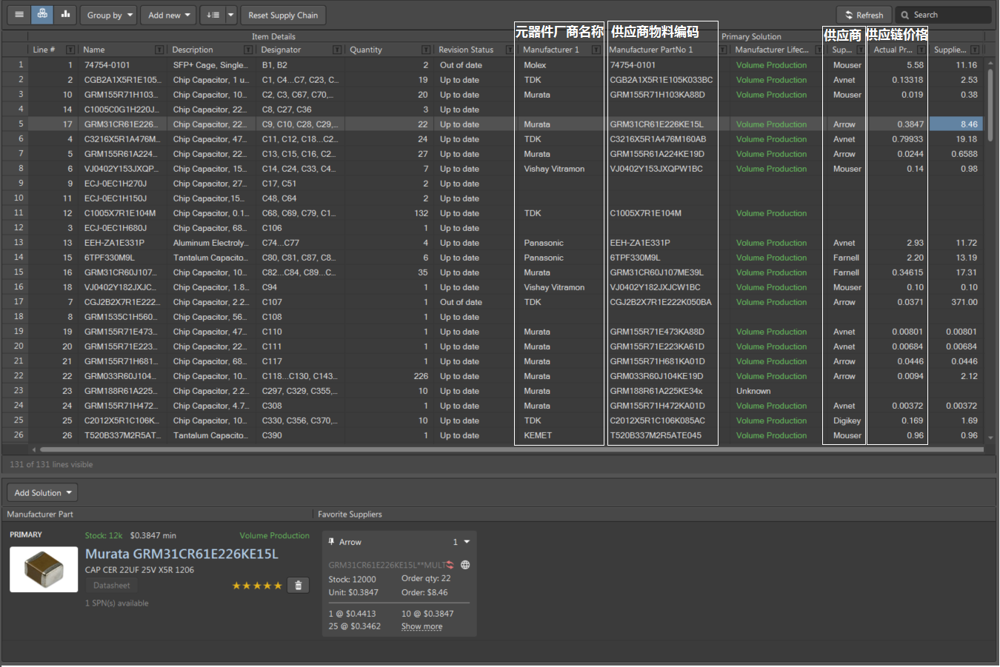 Group by Add new Reset Supply Chain Refresh Search
元器件厂商名称 供应商物料编码 供应商 供应链价格
Item Details Primary Solution
Line # Name Description Designator Quantity Revision Status Manufacturer 1 Manufacturer PartNo 1 Manufacturer Lifec... Sup... Actual Pr... Supplie...
1 1 74754-0101 SFP+ Cage, Single... B1, B2 2 Out of date Molex 74754-0101 Volume Production Mouser 5.58 11.16
2 2 CGB2A1X5R1E105... Chip Capacitor, 1 u... C1, C4...C7, C23, C... 19 Up to date TDK CGB2A1X5R1E105K033BC Volume Production Avnet 0.13318 2.53
3 10 GRM155R71H103... Chip Capacitor, 10... C2, C3, C67, C70,... 20 Up to date Murata GRM155R71H103KA88D Volume Production Mouser 0.019 0.38
4 14 C1005C0G1H220J... Chip Capacitor, 22... C8, C27, C36 3 Up to date
5 17 GRM31CR61E226... Chip Capacitor, 22... C9, C10, C28, C29,... 22 Up to date Murata GRM31CR61E226KE15L Volume Production Arrow 0.3847 8.46
6 4 C3216X5R1A476M... Chip Capacitor, 47... C11, C12, C18...C2... 24 Up to date TDK C3216X5R1A476M160AB Volume Production Avnet 0.79933 19.18
7 5 GRM155R61A224... Chip Capacitor, 22... C13, C15, C16, C2... 27 Up to date Murata GRM155R61A224KE19D Volume Production Arrow 0.0244 0.6588
8 6 VJ0402Y153JXQP... Chip Capacitor, 15... C14, C24, C33, C4... 7 Up to date Vishay Vitramon VJ0402Y153JXQPW1BC Volume Production Mouser 0.14 0.98
9 9 ECJ-0EC1H270J Chip Capacitor, 27... C17, C51 2 Up to date
10 11 ECJ-0EC1H150J Chip Capacitor,15... C48, C64 2 Up to date
11 12 C1005X7R1E104M Chip Capacitor, 0.1... C68, C69, C79, C1... 132 Up to date TDK C1005X7R1E104M Volume Production
12 3 ECJ-0EC1H680J Chip Capacitor, 68... C106 1 Up to date
13 13 EEH-ZA1E331P Aluminum Electroly... C74...C77 4 Up to date Panasonic EEH-ZA1E331P Volume Production Avnet 2.93 11.72
14 15 6TPF330M9L Tantalum Capacito... C80, C81, C87, C8... 6 Up to date Panasonic 6TPF330M9L Volume Production Farnell 2.20 13.19
15 16 GRM31CR60J107... Chip Capacitor, 10... C82...C84, C89...C... 35 Up to date Murata GRM31CR60J107ME39L Volume Production Farnell 0.34615 17.31
16 18 VJ0402Y182JXJC... Chip Capacitor, 1.8... C94 1 Up to date Vishay Vitramon VJ0402Y182JXJCW1BC Volume Production Mouser 0.10 0.10
17 7 CGJ2B2X7R1E222... Chip Capacitor, 2.2... C107 1 Out of date TDK CGJ2B2X7R1E222K050BA Volume Production Arrow 0.0371 371.00
18 8 GRM1535C1H560... Chip Capacitor, 56... C108 1 Up to date
19 19 GRM155R71E473... Chip Capacitor, 47... C110 1 Up to date Murata GRM155R71E473KA88D Volume Production Avnet 0.00801 0.00801
20 20 GRM155R71E223... Chip Capacitor, 22... C111 1 Up to date Murata GRM155R71E223KA61D Volume Production Avnet 0.00684 0.00684
21 21 GRM155R71H681... Chip Capacitor, 68... C117 1 Up to date Murata GRM155R71H681KA01D Volume Production Arrow 0.0446 0.0446
22 22 GRM033R60J104... Chip Capacitor, 10... C118...C130, C143... 226 Up to date Murata GRM033R60J104KE19D Volume Production Arrow 0.0094 2.12
23 23 GRM188R61A225... Chip Capacitor, 2.2... C297, C329, C355,... 10 Up to date Murata GRM188R61A225KE34x Unknown
24 24 GRM155R71H472... Chip Capacitor, 4.7... C308 1 Up to date Murata GRM155R71H472KA01D Volume Production Avnet 0.00372 0.00372
25 25 C2012X5R1C106K... Chip Capacitor, 10... C330, C356, C370,... 10 Up to date TDK C2012X5R1C106K085AC Volume Production Digikey 0.169 1.69
26 26 T520B337M2R5AT... Tantalum Capacito... C390 1 Up to date KEMET T520B337M2R5ATE045 Volume Production Mouser 0.96 0.96
131 of 131 lines visible
Add Solution
Manufacturer Part Favorite Suppliers
PRIMARY Stock: 12k $0.3847 min Volume Production
Murata GRM31CR61E226KE15L
CAP CER 22UF 25V X5R 1206
Datasheet
1 SPN(s) available
Arrow 1
GRM31CR61E226KE15L**MULT
Stock: 12000 Order qty: 22
Unit: $0.3847 Order: $8.46
1 @ $0.4413 10 @ $0.3847
25 @ $0.3462 Show more